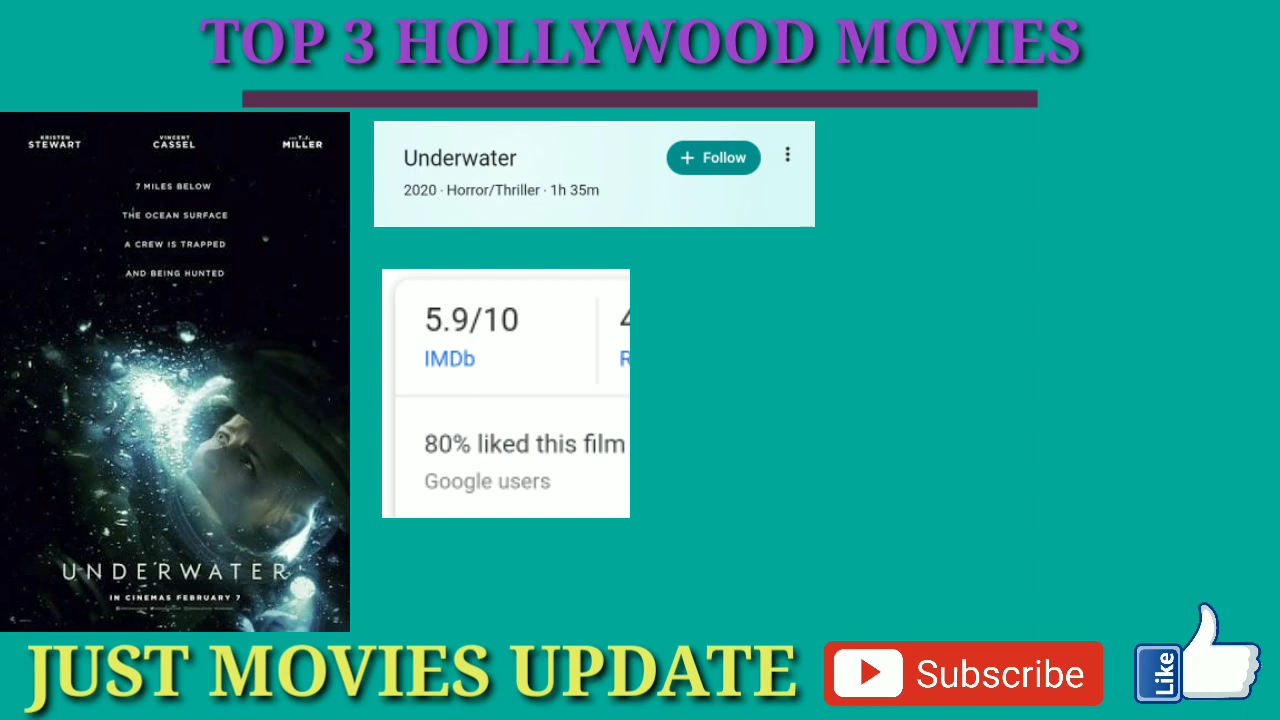 TOP 3 HOLLYWOOD MOVIES
KRISTEN STEWART
VINCENT CASSEL
AND T.J. MILLER
7 MILES BELOW
THE OCEAN SURFACE
A CREW IS TRAPPED
AND BEING HUNTED
UNDERWATER
IN CINEMAS FEBRUARY 7
Underwater
+ Follow
2020 · Horror/Thriller · 1h 35m
5.9/10
IMDb
80% liked this film
Google users
JUST MOVIES UPDATE
Subscribe
Like